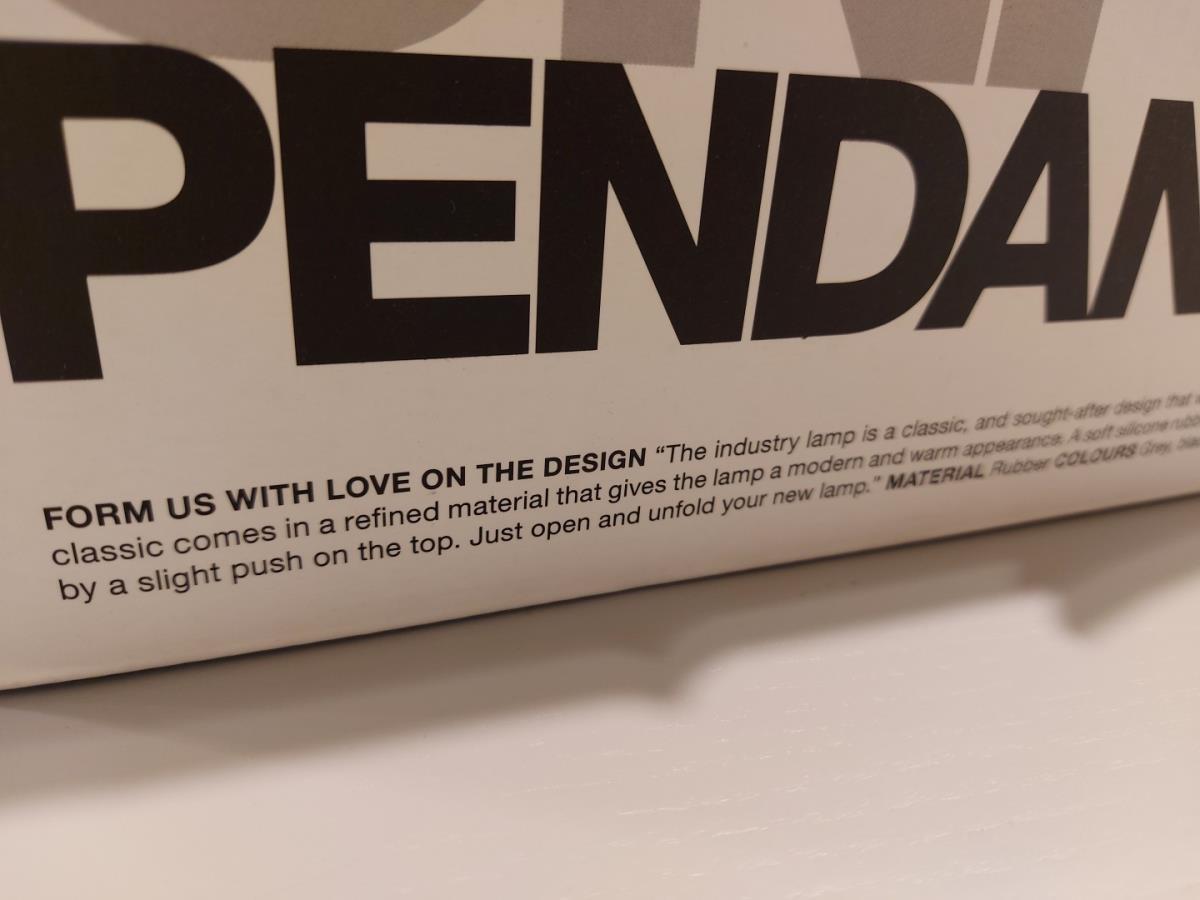 PENDAN
FORM US WITH LOVE ON THE DESIGN “The industry lamp is a classic, and sought-after design that
classic comes in a refined material that gives the lamp a modern and warm appearance. A soft silicone
by a slight push on the top. Just open and unfold your new lamp.” MATERIAL Rubber COLOURS Grey,